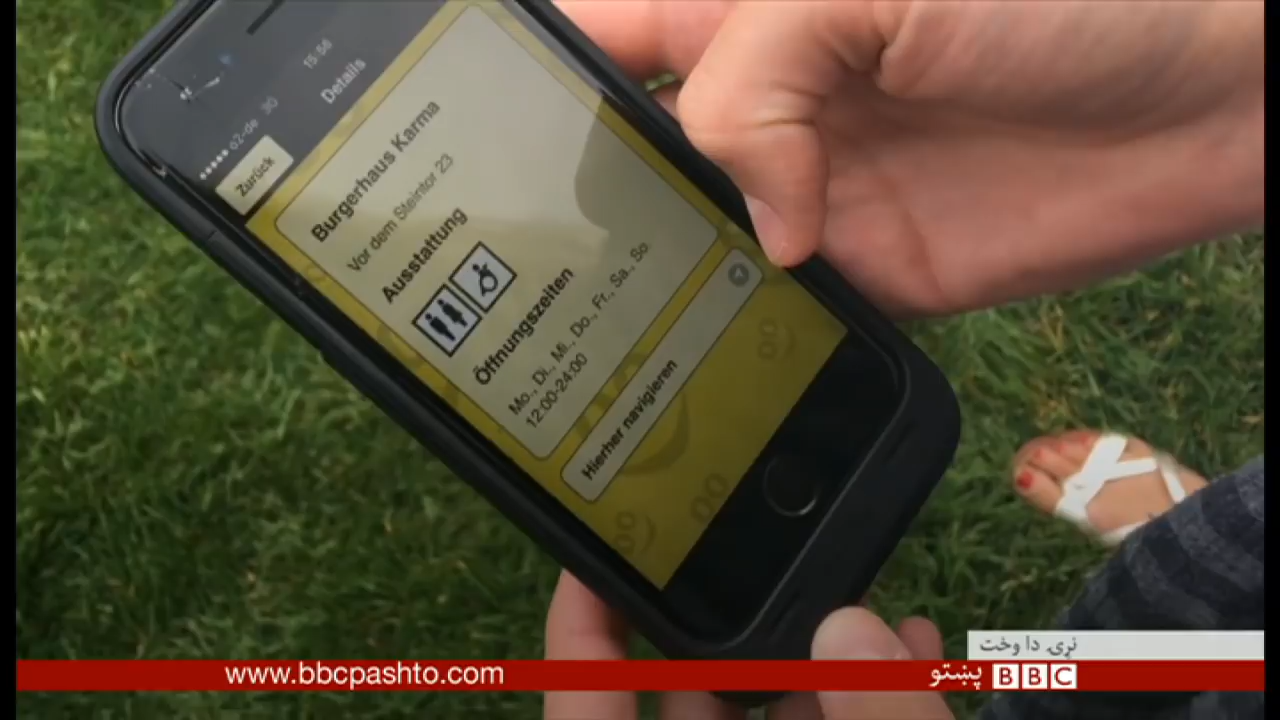 ●●●●● o2-de 3G
15:56
Zurück
Details
Burgerhaus Karma
Vor dem Steintor 23
Ausstattung
Öffnungszeiten
Mo., Di., Mi., Do., Fr., Sa., So
12:00-24:00
Hierher navigieren
نړۍ دا وخت
www.bbcpashto.com
پښتو BBC